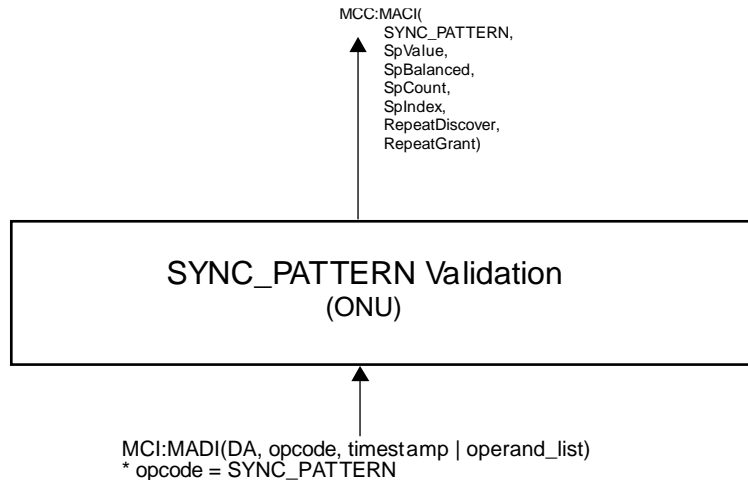 MCC:MACI(
SYNC_PATTERN,
SpValue,
SpBalanced,
SpCount,
SpIndex,
RepeatDiscover,
RepeatGrant)
SYNC_PATTERN Validation
(ONU)
MCI:MADI(DA, opcode, timestamp | operand_list)
* opcode = SYNC_PATTERN